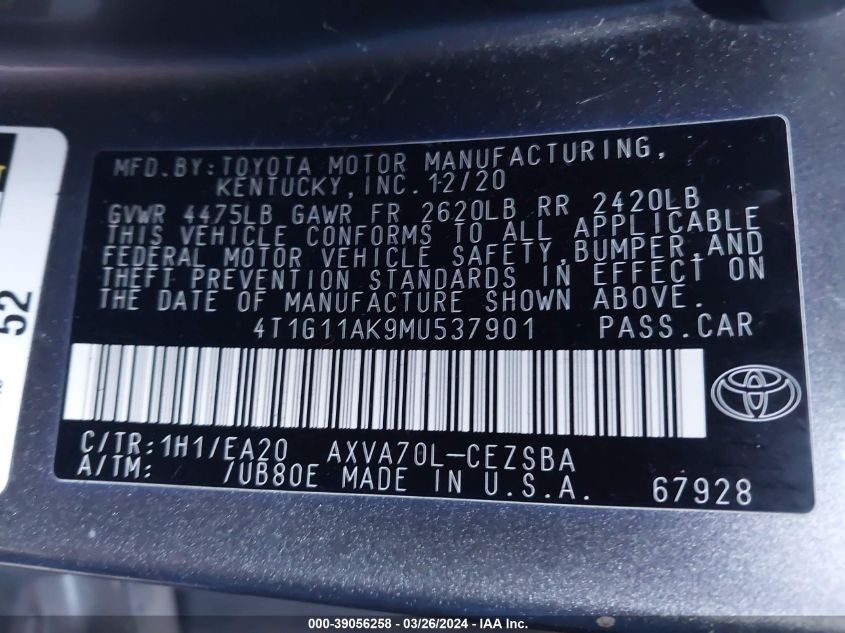 MFD.BY:TOYOTA MOTOR MANUFACTURING,
KENTUCKY,INC.12/20
GVWR 4475LB GAWR FR 2620LB RR 2420LB
THIS VEHICLE CONFORMS TO ALL APPLICABLE
FEDERAL MOTOR VEHICLE SAFETY,BUMPER,AND
THEFT PREVENTION STANDARDS IN EFFECT ON
THE DATE OF MANUFACTURE SHOWN ABOVE.
4T1G11AK9MU537901 PASS.CAR
C/TR:1H1/EA20 AXVA70L-CEZSBA
A/TM: /UB80E MADE IN U.S.A. 67928
52
000-39056258 - 03/26/2024 - IAA Inc.